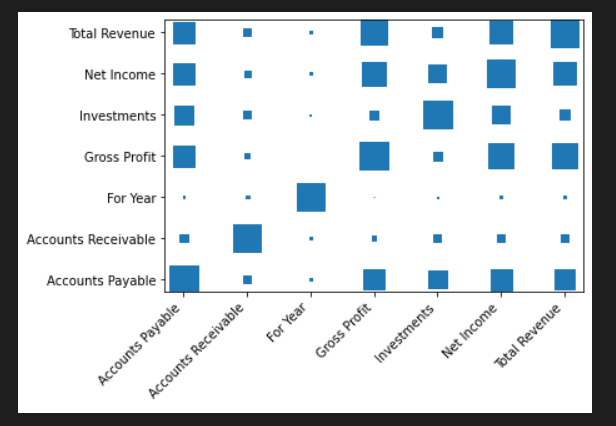 Total Revenue
Net Income
Investments
Gross Profit
For Year
Accounts Receivable
Accounts Payable
Accounts Payable
Accounts Receivable
For Year
Gross Profit
Investments
Net Income
Total Revenue